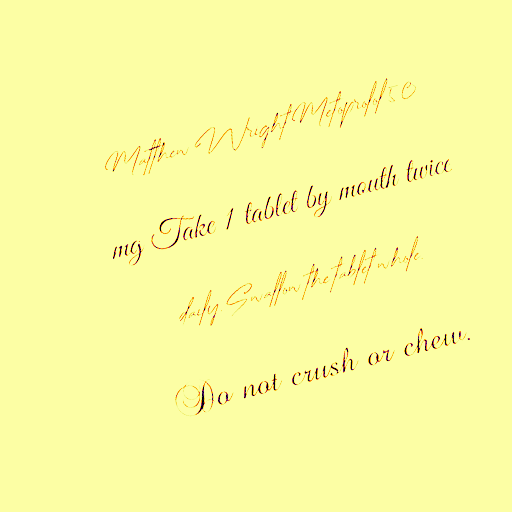 Matthew Wright Metoprolol 50
mg Take 1 tablet by mouth twice
daily. Swallow the tablet whole.
Do not crush or chew.